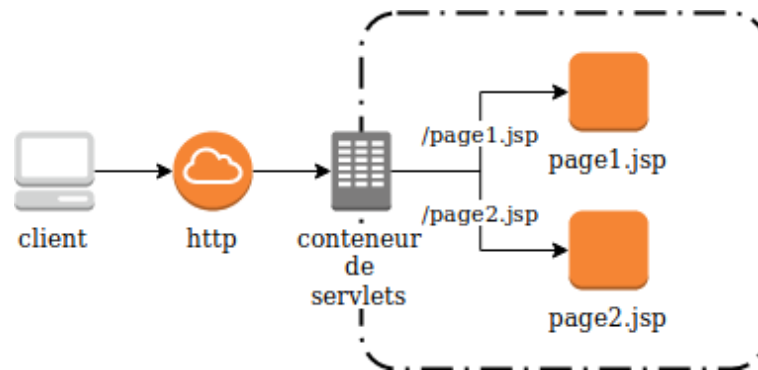 client
http
conteneur
de
servlets
/page1.jsp
page1.jsp
/page2.jsp
page2.jsp